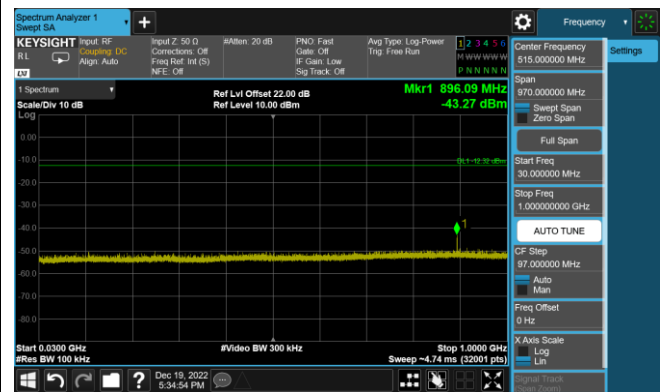 Spectrum Analyzer 1
Swept SA
+
Frequency
KEYSIGHT
RL
Input: RF
Coupling: DC
Align: Auto
Input Z: 50 Ω
Corrections: Off
Freq Ref: Int (S)
NFE: Off
#Atten: 20 dB
PNO: Fast
Gate: Off
IF Gain: Low
Sig Track: Off
Avg Type: Log-Power
Trig: Free Run
1 2 3 4 5 6
M W W W W W
P N N N N N
Center Frequency
515.000000 MHz
Settings
Span
970.000000 MHz
Swept Span
Zero Span
Full Span
Start Freq
30.000000 MHz
Stop Freq
1.000000000 GHz
AUTO TUNE
CF Step
97.000000 MHz
Auto
Man
Freq Offset
0 Hz
X Axis Scale
Log
Lin
Signal Track
(Span Zoom)
1 Spectrum
Scale/Div 10 dB
Log
Ref Lvl Offset 22.00 dB
Ref Level 10.00 dBm
Mkr1 896.09 MHz
-43.27 dBm
0.00
-10.0
DL1 -12.32 dBm
-20.0
-30.0
-40.0
1
-50.0
-60.0
-70.0
-80.0
Start 0.0300 GHz
#Res BW 100 kHz
#Video BW 300 kHz
Stop 1.0000 GHz
Sweep ~4.74 ms (32001 pts)
?
Dec 19, 2022
5:34:54 PM